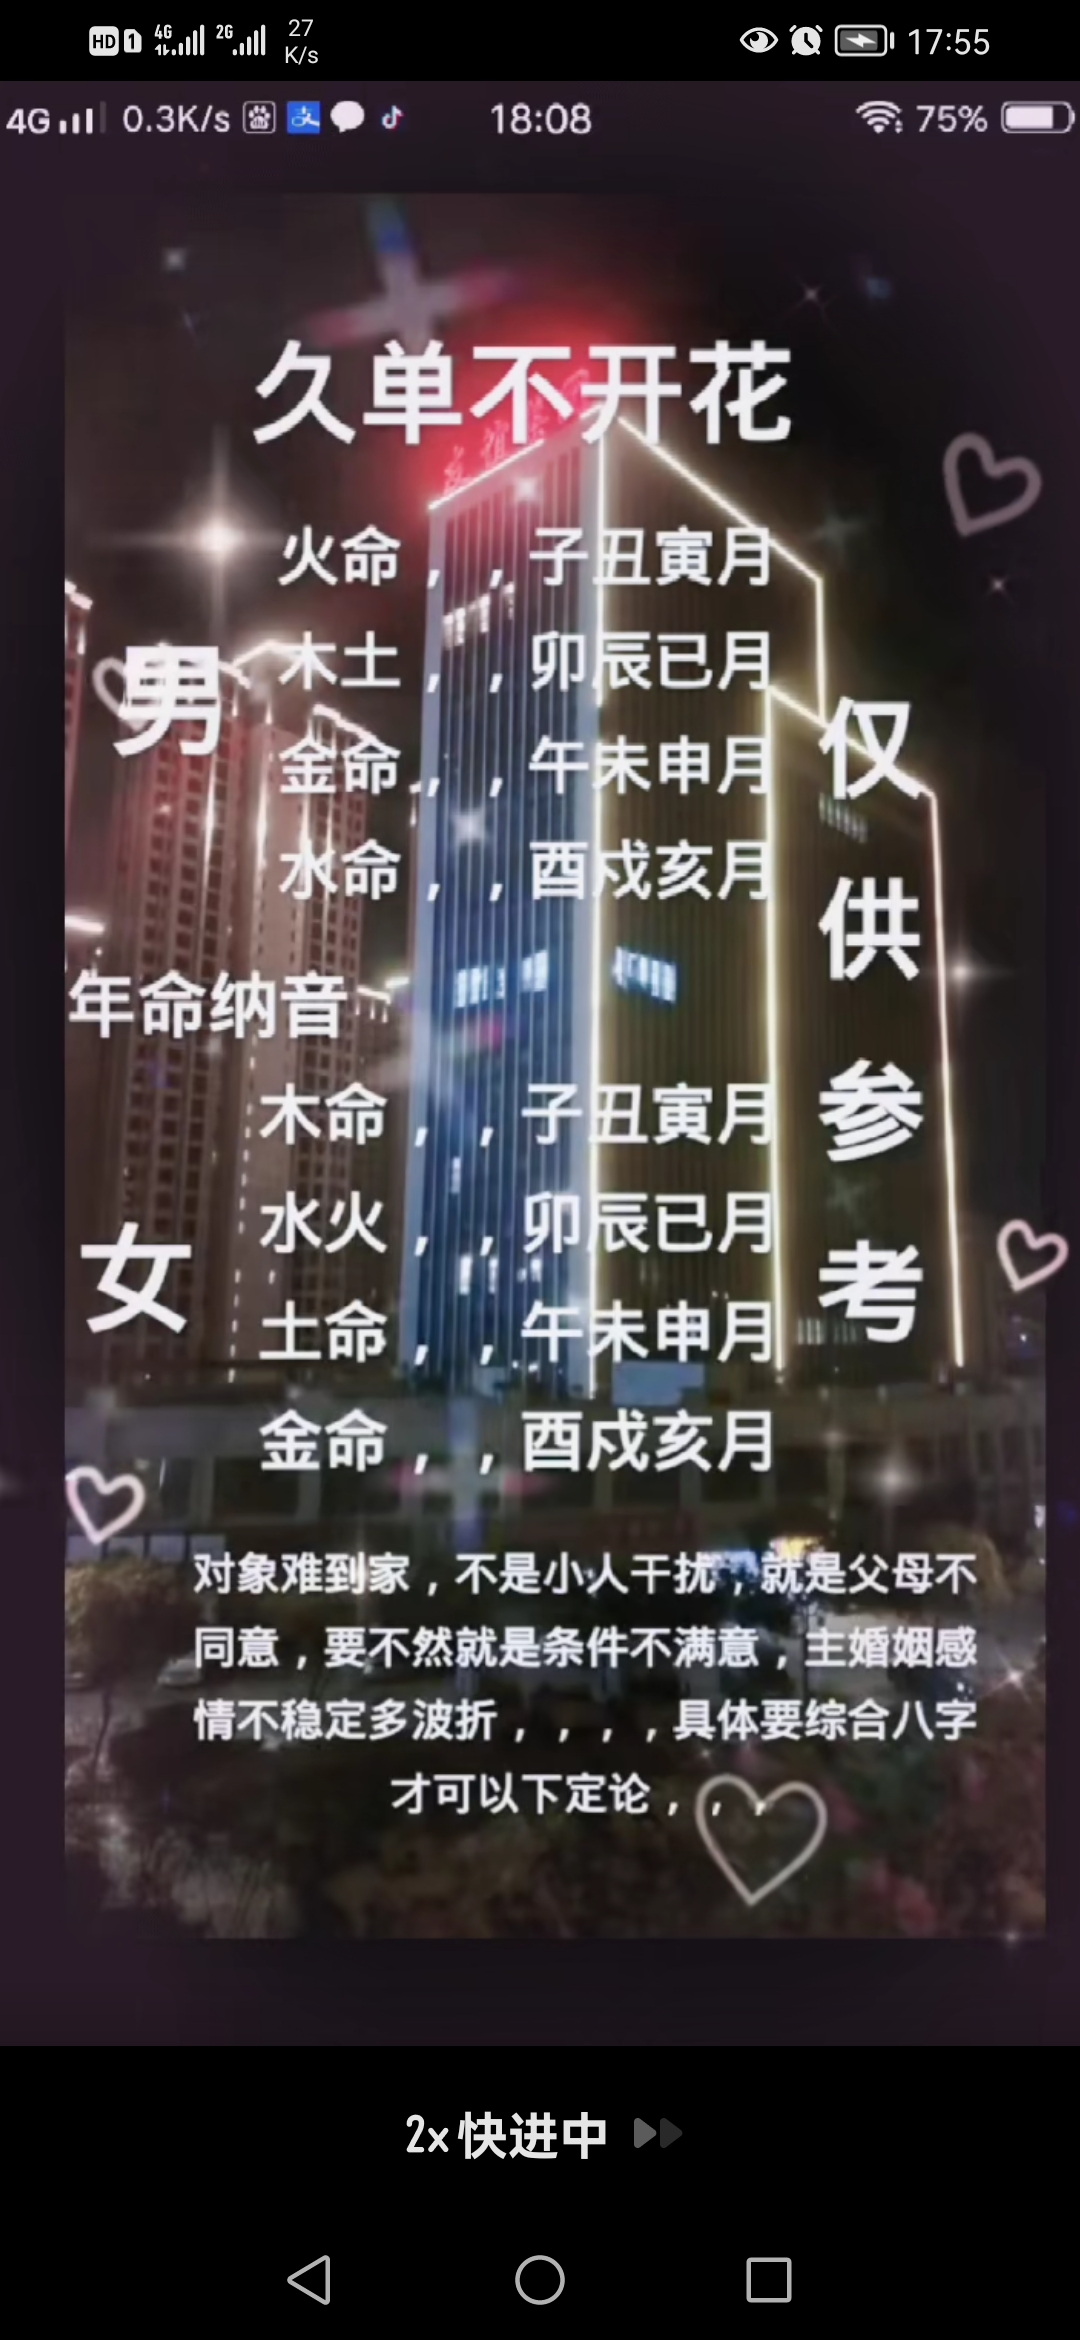 HD 1 4G 2G 27 K/s 17:55
4G 0.3K/s 18:08 75%
久单不开花
火命，，子丑寅月
木土，，卯辰已月
男
金命，，午未申月
水命，，酉戍亥月
年命纳音
木命，，子丑寅月
水火，，卯辰已月
女
土命，，午未申月
金命，，酉戍亥月
仅
供
参
考
对象难到家，不是小人干扰，就是父母不
同意，要不然就是条件不满意，主婚姻感
情不稳定多波折，，，，具体要综合八字
才可以下定论，，，
2x快进中